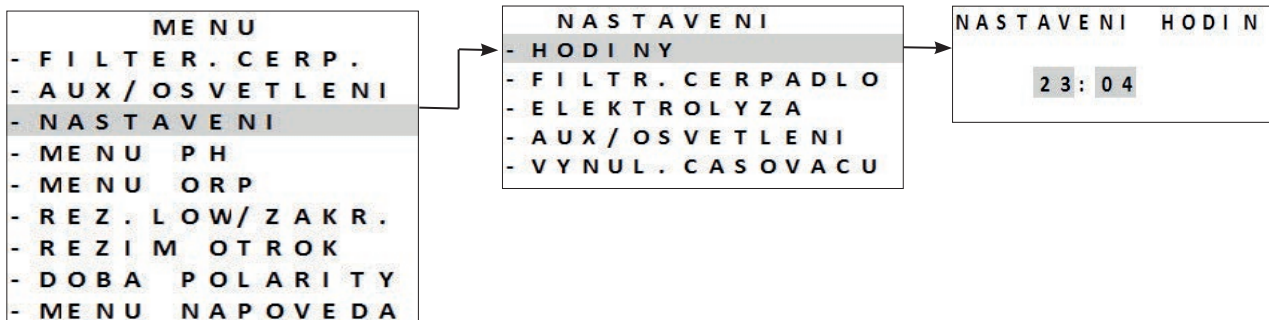 MENU
- FILTER. CERP.
- AUX/OSVETLENI
- NASTAVENI
- MENU PH
- MENU ORP
- REZ. LOW/ZAKR.
- REZIM OTROK
- DOBA POLARITY
- MENU NAPOVEDA
NASTAVENI
- HODINY
- FILTR. CERPADLO
- ELEKTROLYZA
- AUX/OSVETLENI
- VYNUL. CASOVACU
NASTAVENI HODIN
23: 04